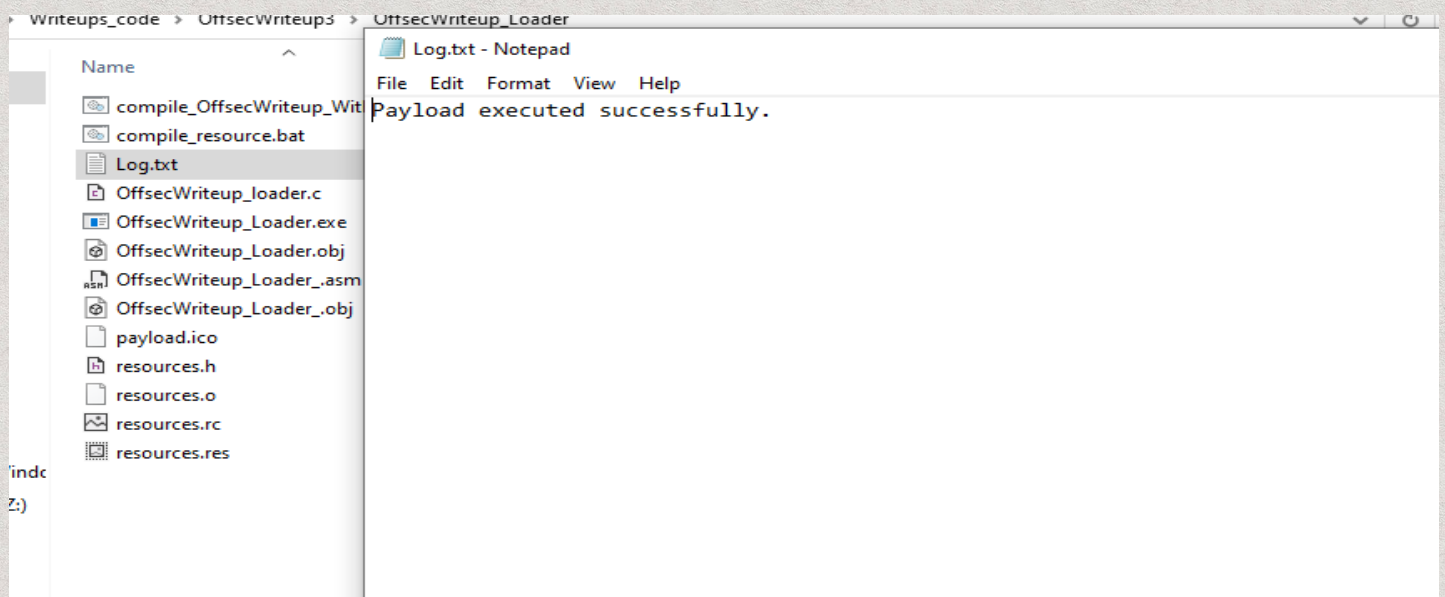 Writeups_code > OffsecWriteup3 > OffsecWriteup_Loader
Name
compile_OffsecWriteup_Wit
compile_resource.bat
Log.txt
OffsecWriteup_loader.c
OffsecWriteup_Loader.exe
OffsecWriteup_Loader.obj
OffsecWriteup_Loader_.asm
OffsecWriteup_Loader_.obj
payload.ico
resources.h
resources.o
resources.rc
resources.res
Z:)
Log.txt - Notepad
File Edit Format View Help
Payload executed successfully.